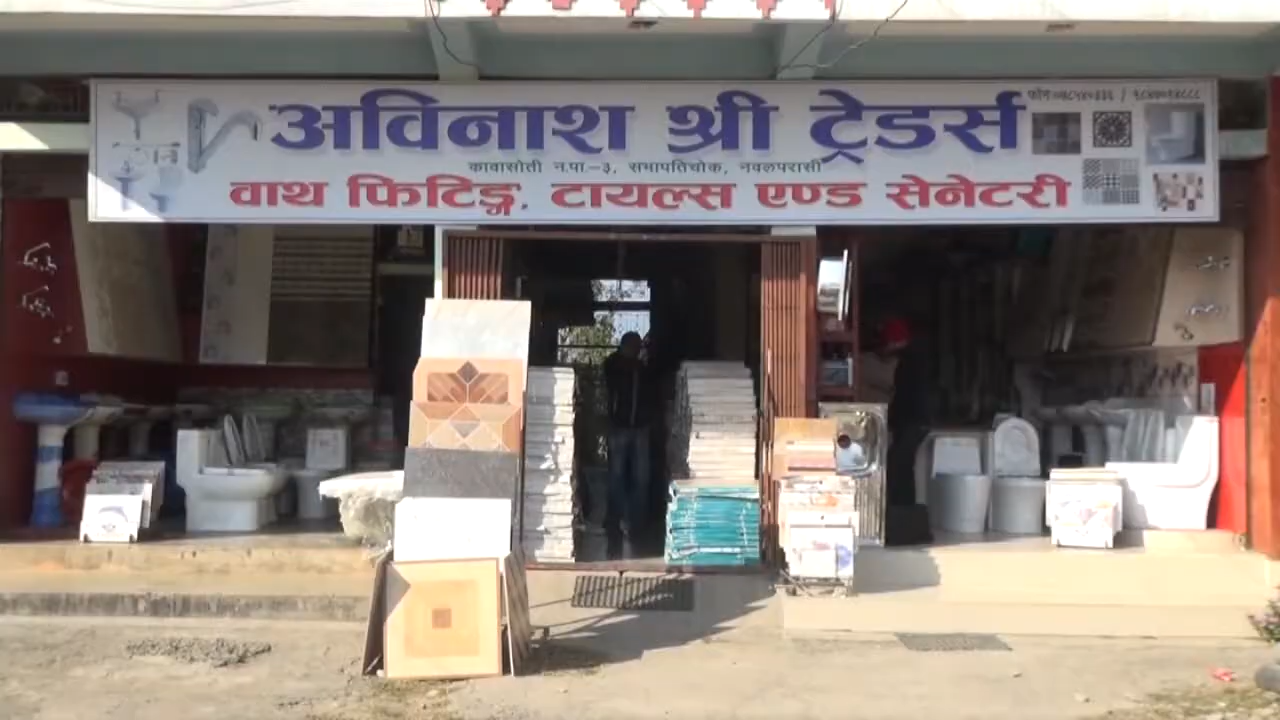 अविनाश श्री ट्रेडर्स
कावासोती न.पा.-३, सभापतिचोक, नवलपरासी
वाथ फिटिङ्ग, टायल्स एण्ड सेनेटरी